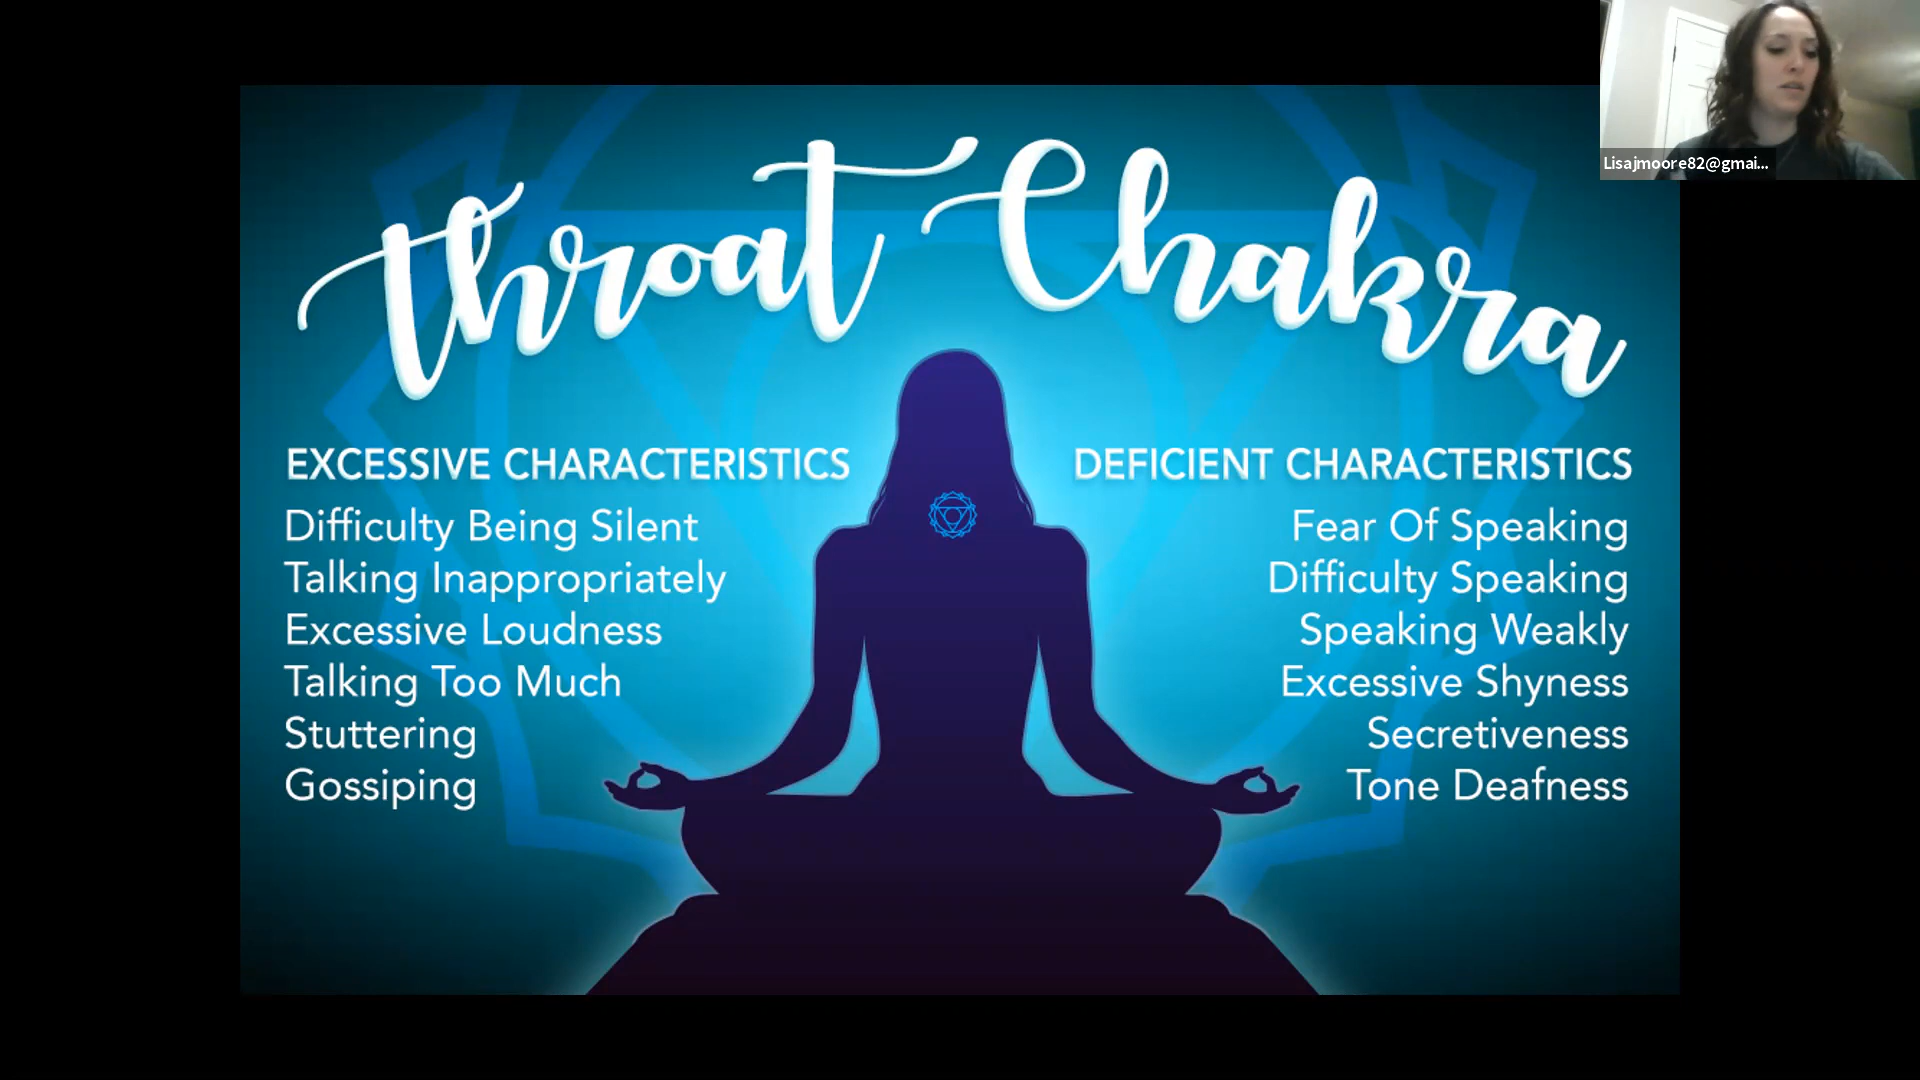 Throat Chakra
EXCESSIVE CHARACTERISTICS
Difficulty Being Silent
Talking Inappropriately
Excessive Loudness
Talking Too Much
Stuttering
Gossiping
DEFICIENT CHARACTERISTICS
Fear Of Speaking
Difficulty Speaking
Speaking Weakly
Excessive Shyness
Secretiveness
Tone Deafness
Lisajmoore82@gmai...